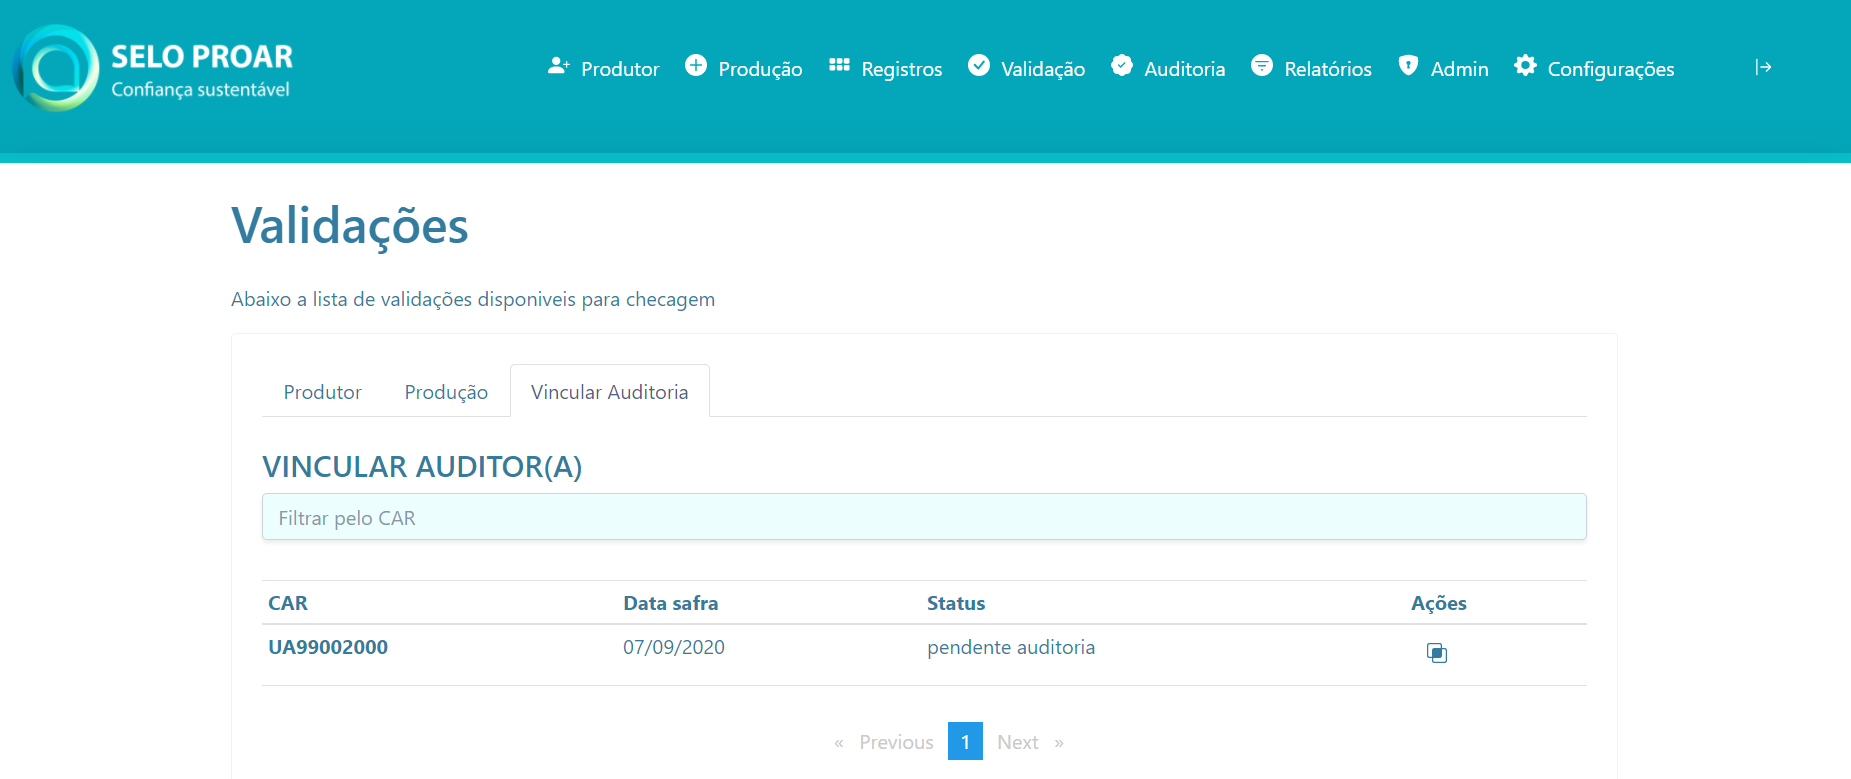 SELO PROAR
Confiança sustentável
Produtor Produção Registros Validação Auditoria Relatórios Admin Configurações
Validações
Abaixo a lista de validações disponiveis para checagem
Produtor Produção Vincular Auditoria
VINCULAR AUDITOR(A)
Filtrar pelo CAR
CAR Data safra Status Ações
UA99002000 07/09/2020 pendente auditoria
« Previous 1 Next »